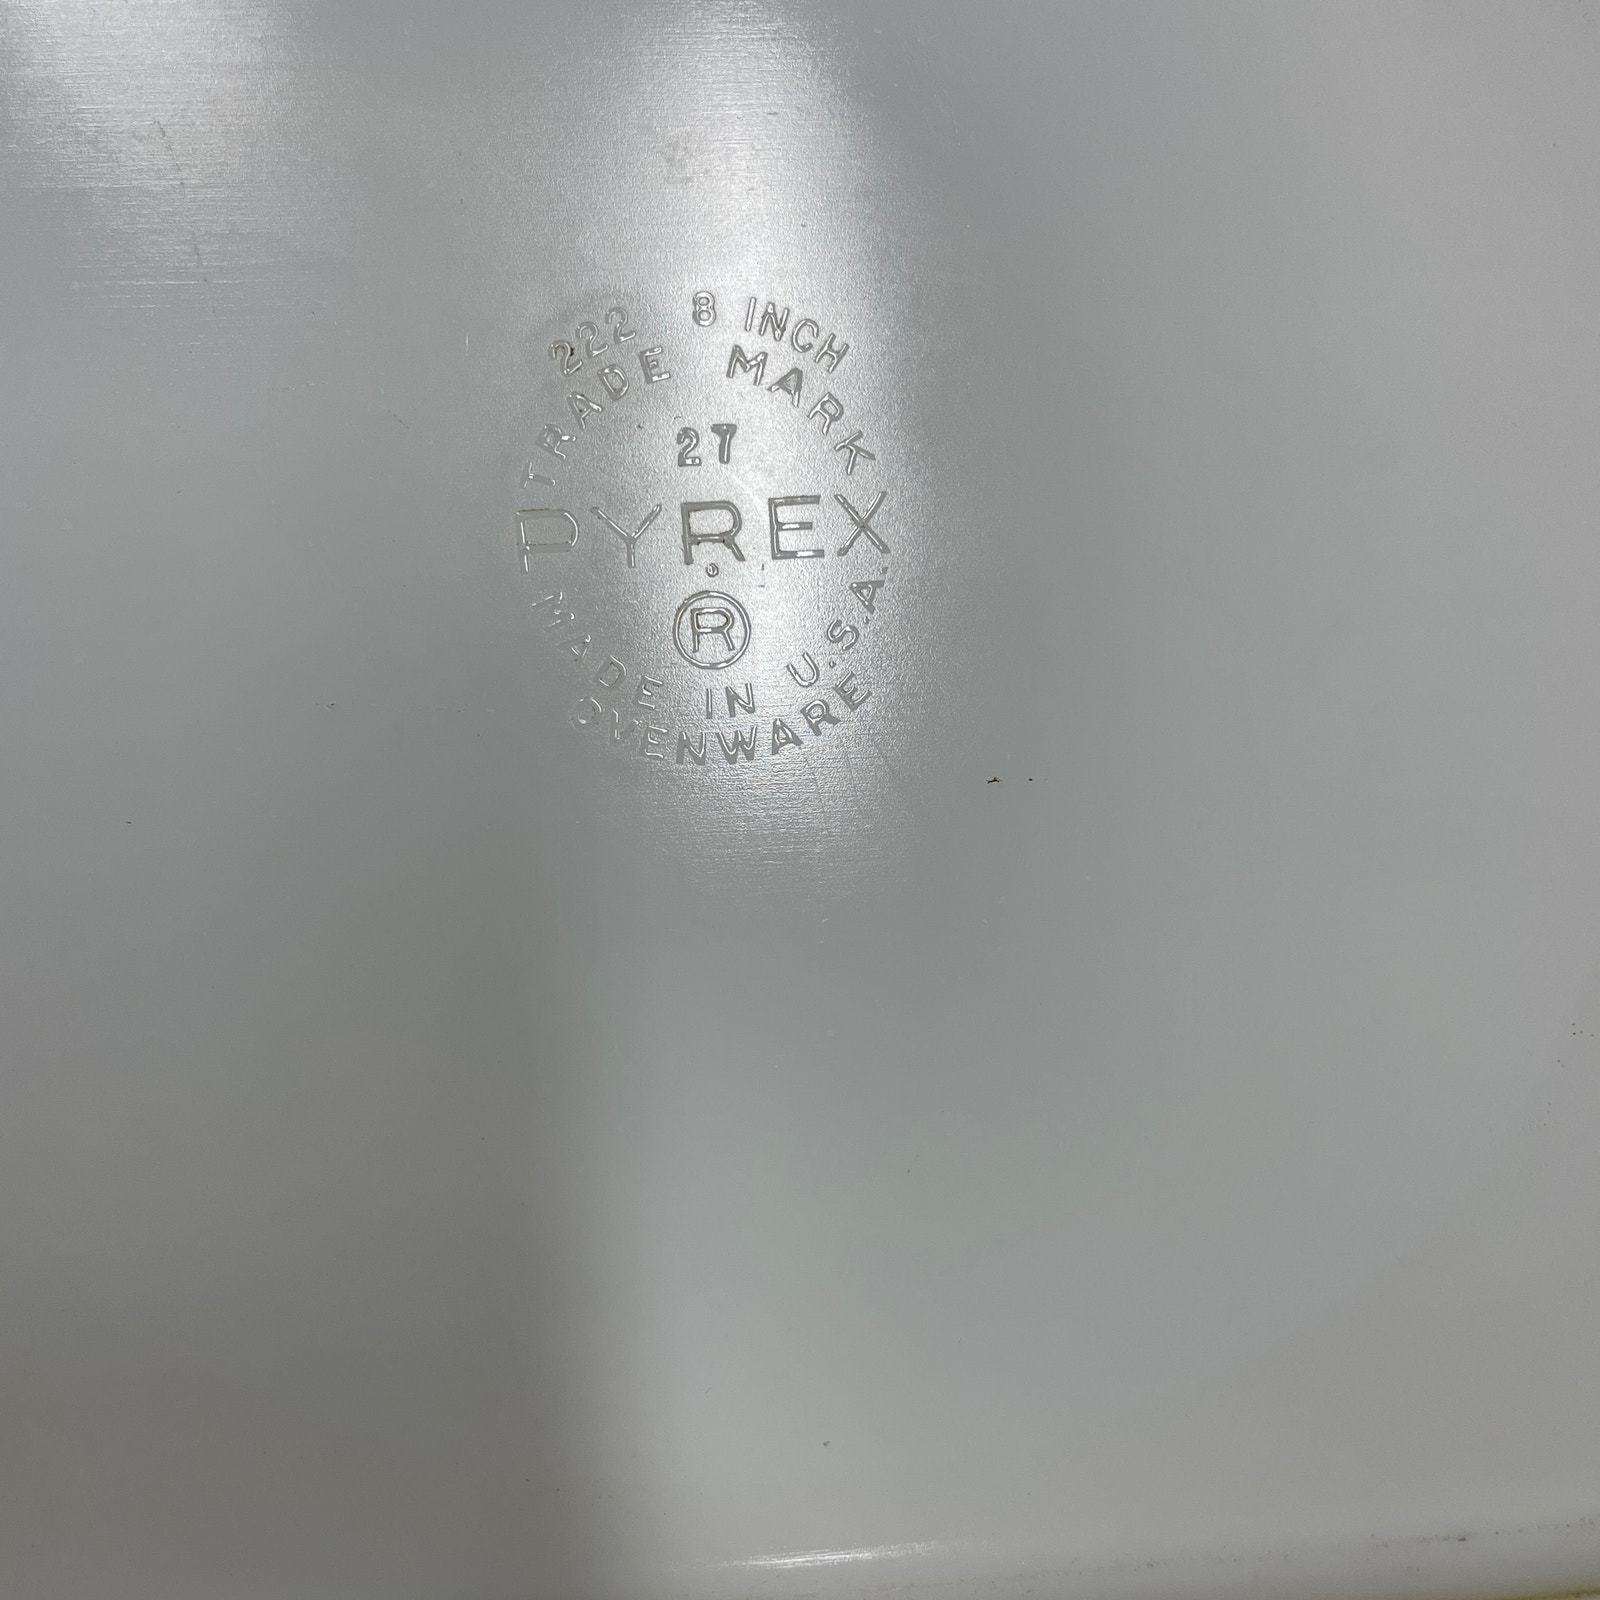 222 8 INCH
TRADE MARK
27
PYREX
®
MADE IN U.S.A.
OVENWARE